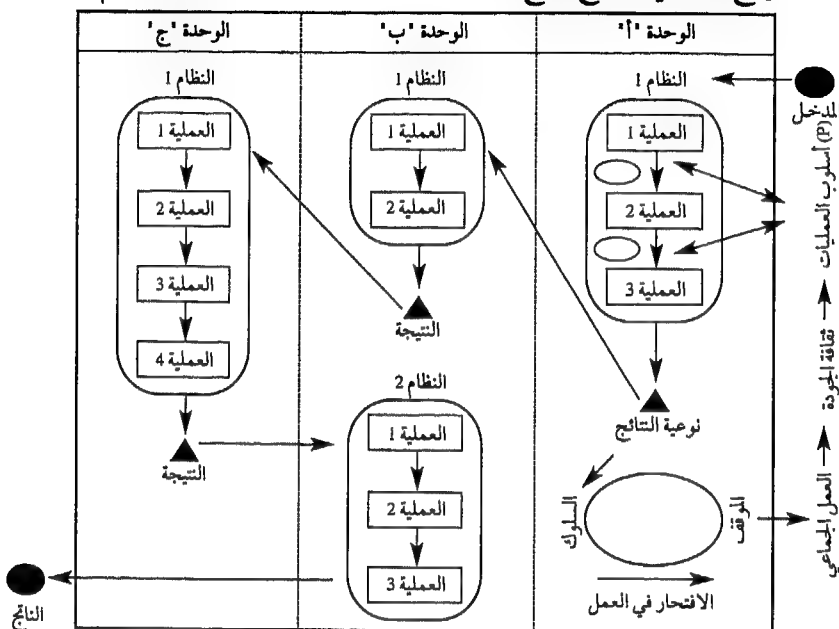 الوحدة "أ"
الوحدة "ب"
الوحدة "ج"
لمدخل
النظام 1
العملية 1
العملية 2
العملية 3
نوعية النتائج
السلوك
الموقف
الافتحار في العمل
النظام 1
العملية 1
العملية 2
النتيجة
النظام 2
العملية 1
العملية 2
العملية 3
النظام 1
العملية 1
العملية 2
العملية 3
العملية 4
النتيجة
العمل الجماعي
ثقافة الجودة
(P) أسلوب العمليات
الناتج